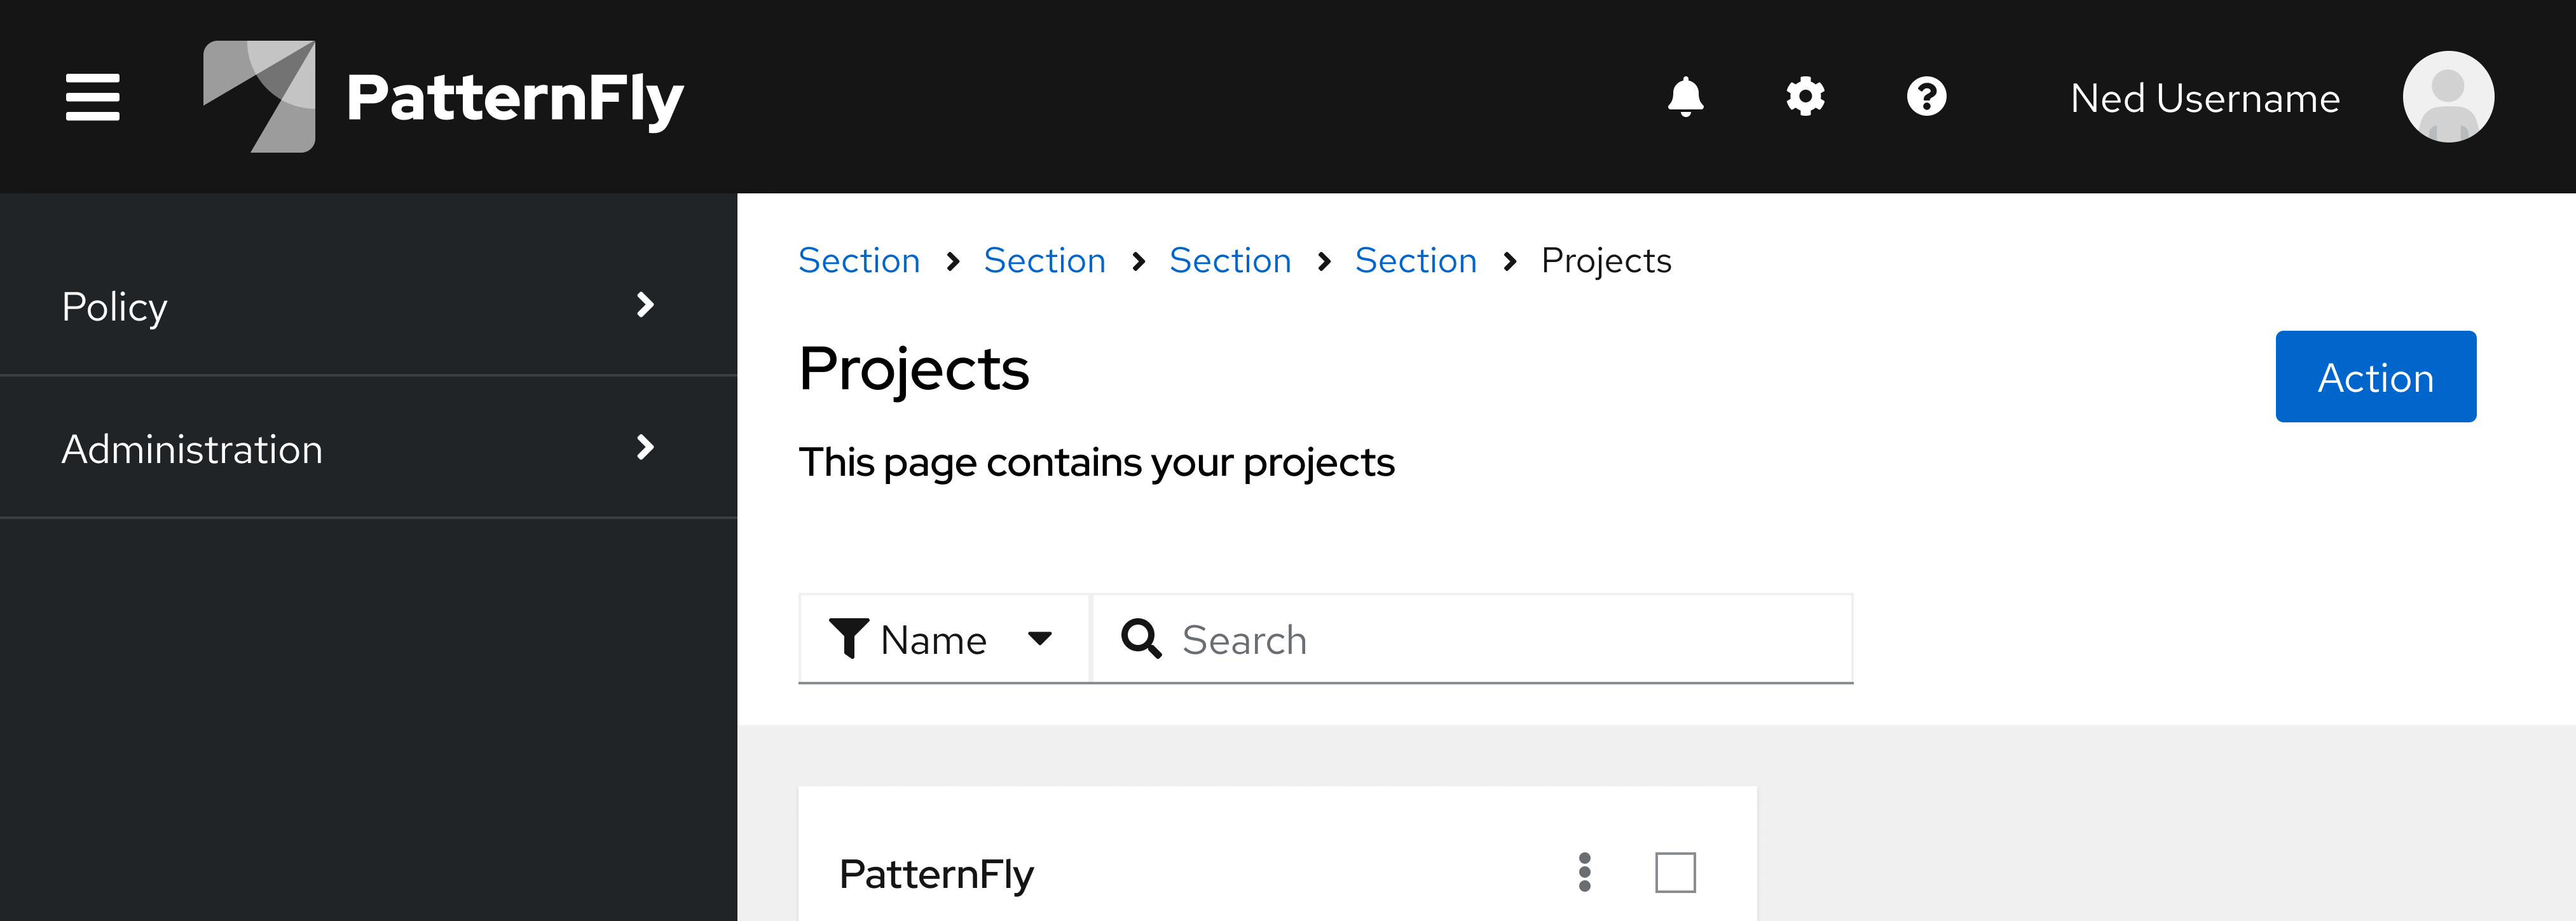 PatternFly
Ned Username
Policy
Administration
Section Section Section Section Projects
Projects
Action
This page contains your projects
Name
Search
PatternFly